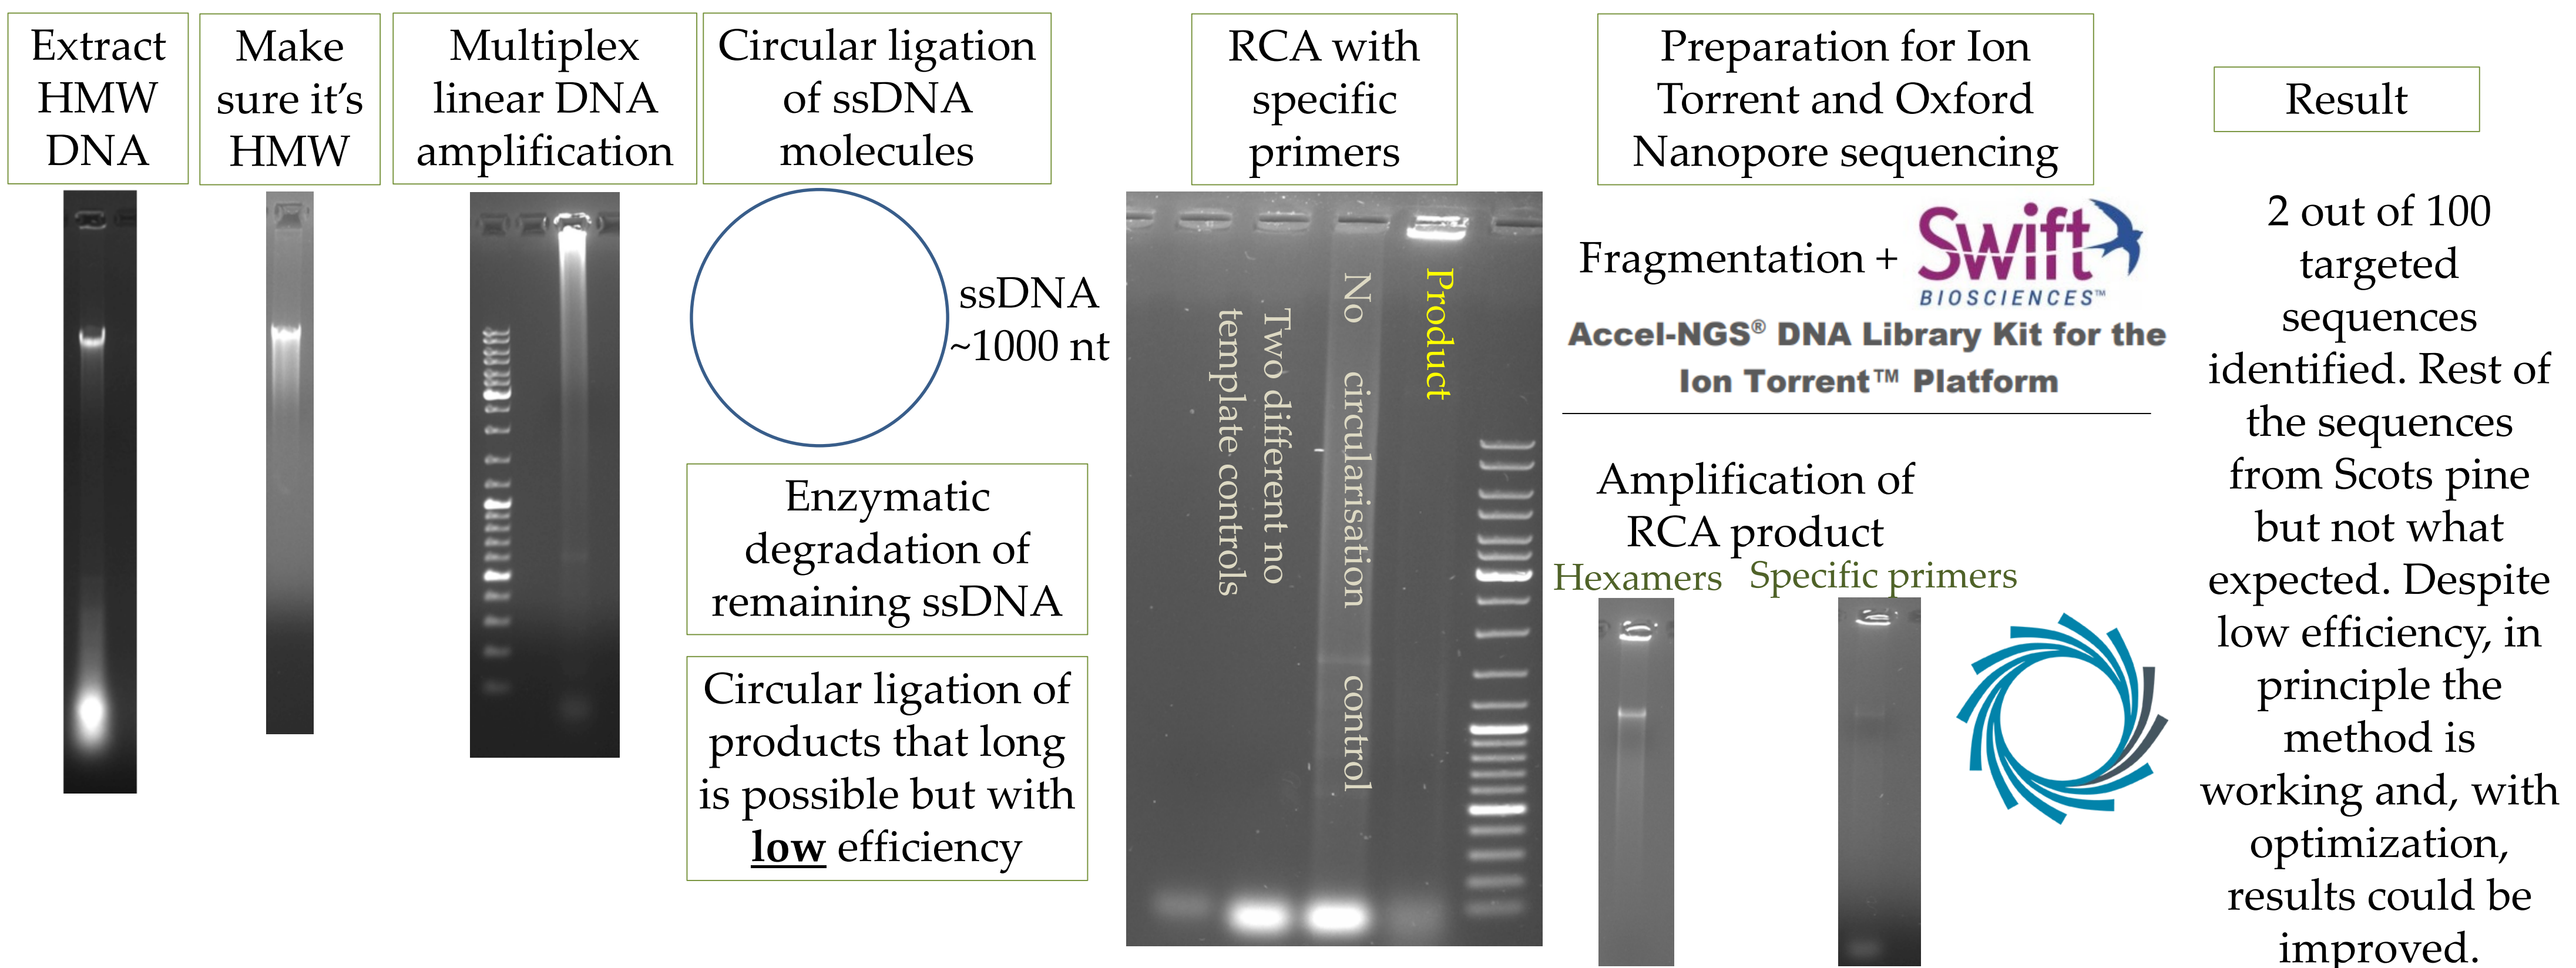 Extract
HMW
DNA
Make
sure it's
HMW
Multiplex
linear DNA
amplification
Circular ligation
of ssDNA
molecules
ssDNA
~1000 nt
Enzymatic
degradation of
remaining ssDNA
Circular ligation of
products that long
is possible but with
low efficiency
RCA with
specific
primers
Two different no
template controls
No circularisation control
Product
Preparation for Ion
Torrent and Oxford
Nanopore sequencing
Fragmentation +
Swift
BIOSCIENCES™
Accel-NGS® DNA Library Kit for the
Ion Torrent™ Platform
Amplification of
RCA product
Hexamers
Specific primers
Result
2 out of 100
targeted
sequences
identified. Rest of
the sequences
from Scots pine
but not what
expected. Despite
low efficiency, in
principle the
method is
working and, with
optimization,
results could be
improved.